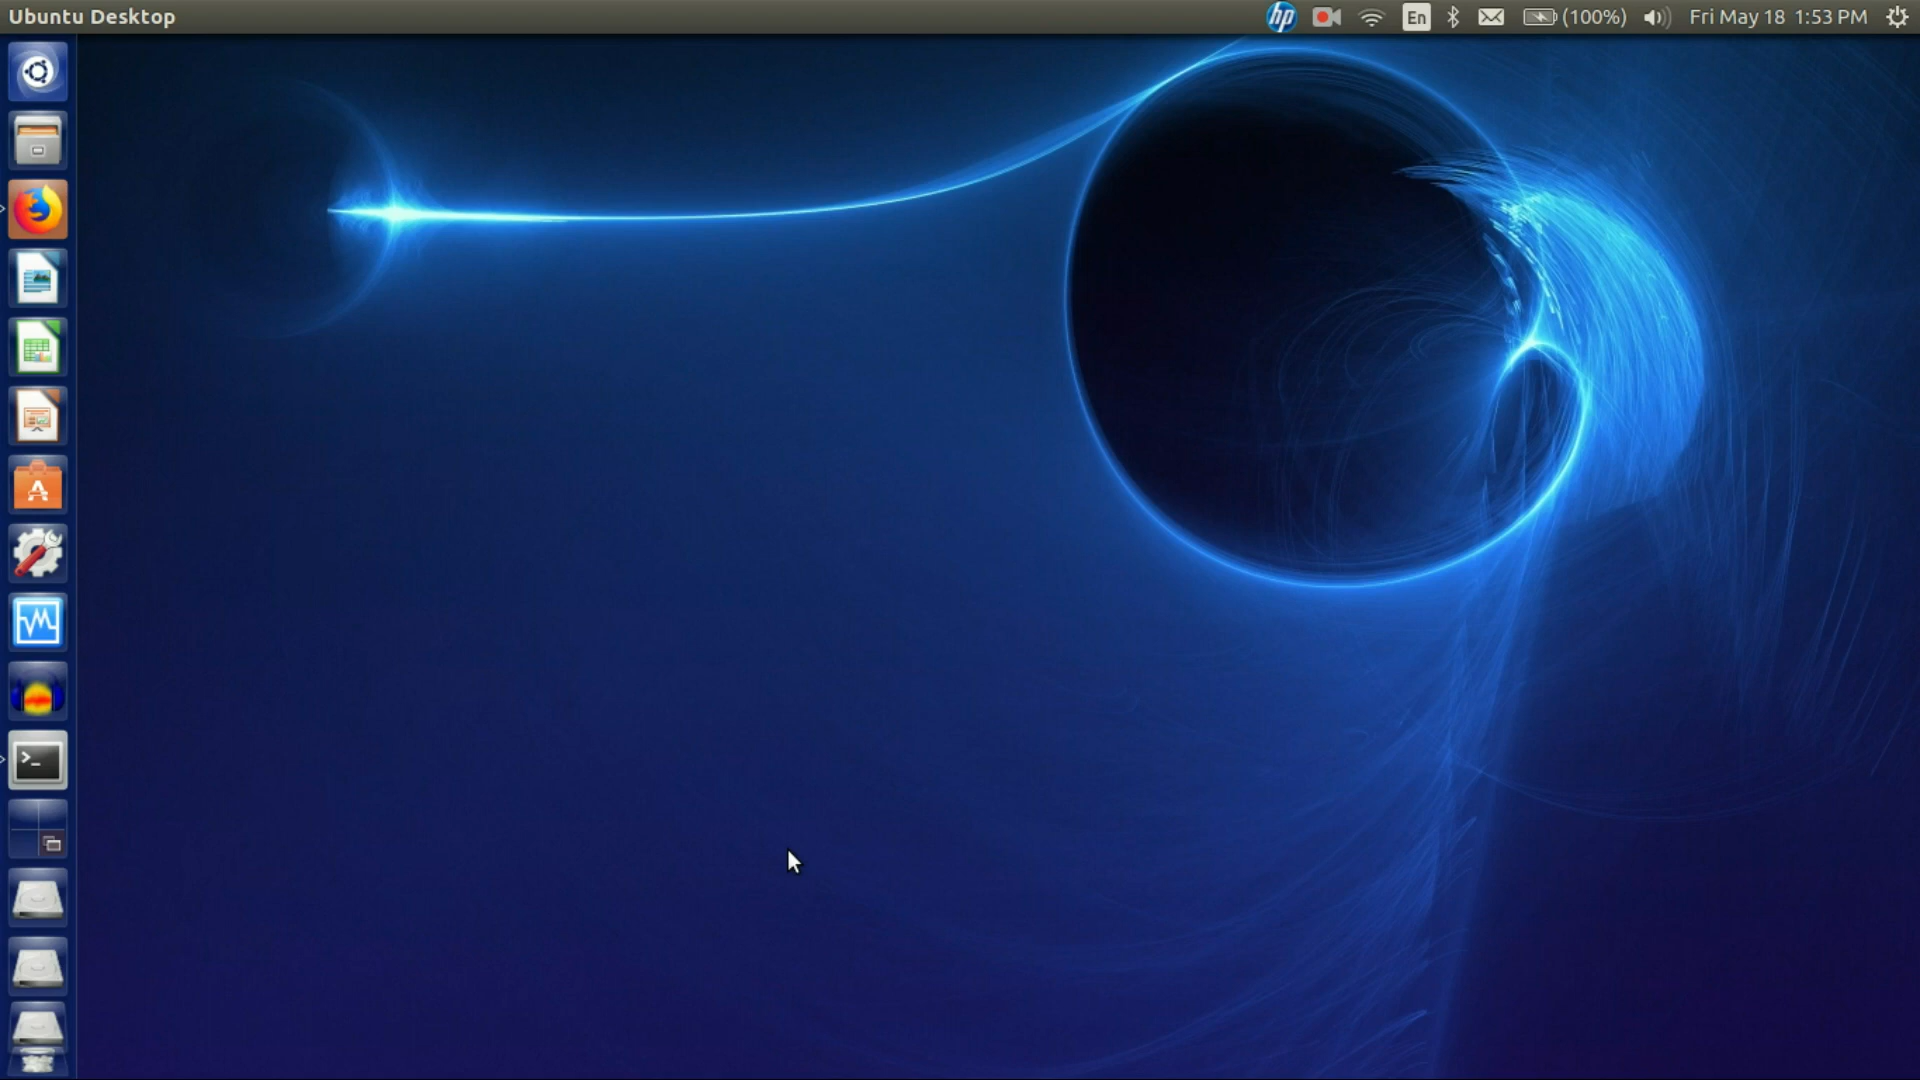 Ubuntu Desktop
hp
En
(100%)
Fri May 18 1:53 PM
A
>_